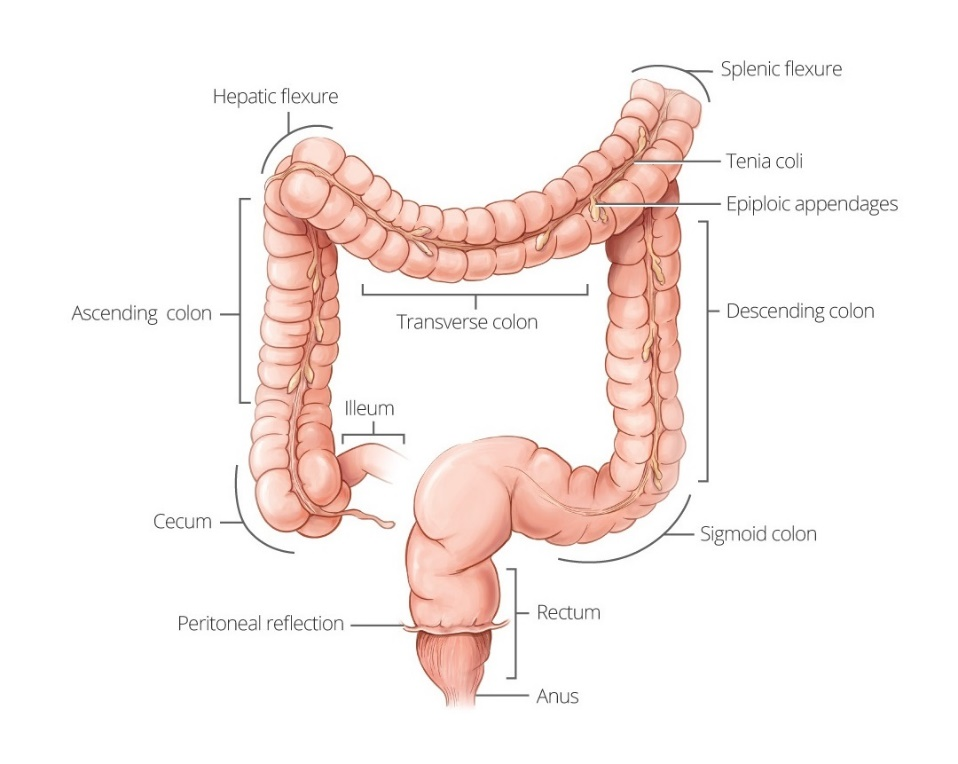 Splenic flexure
Hepatic flexure
Tenia coli
Epiploic appendages
Ascending colon
Transverse colon
Descending colon
Illeum
Cecum
Sigmoid colon
Rectum
Peritoneal reflection
Anus